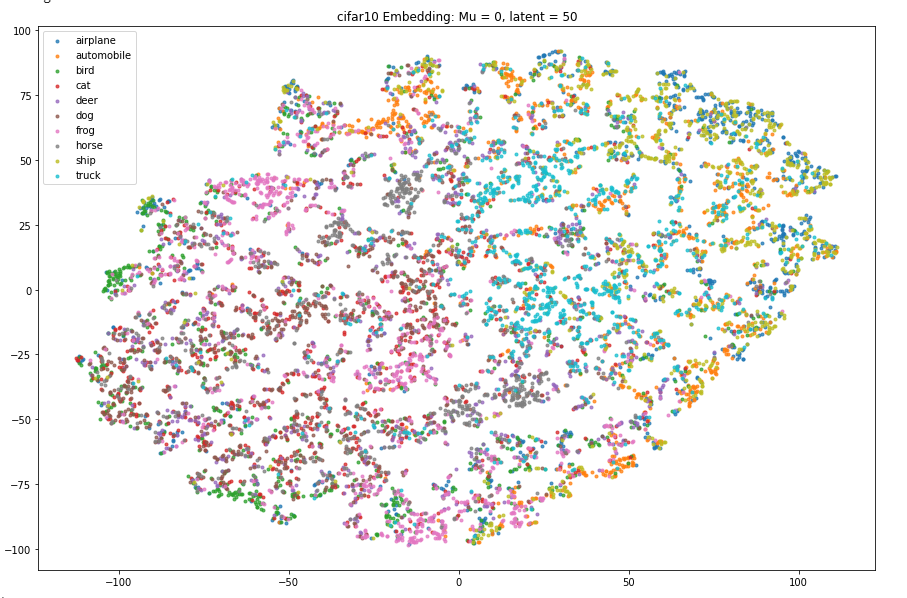 cifar10 Embedding: Mu = 0, latent = 50
airplane
automobile
bird
cat
deer
dog
frog
horse
ship
truck
100
75
50
25
0
−25
−50
−75
−100
−100 −50 0 50 100